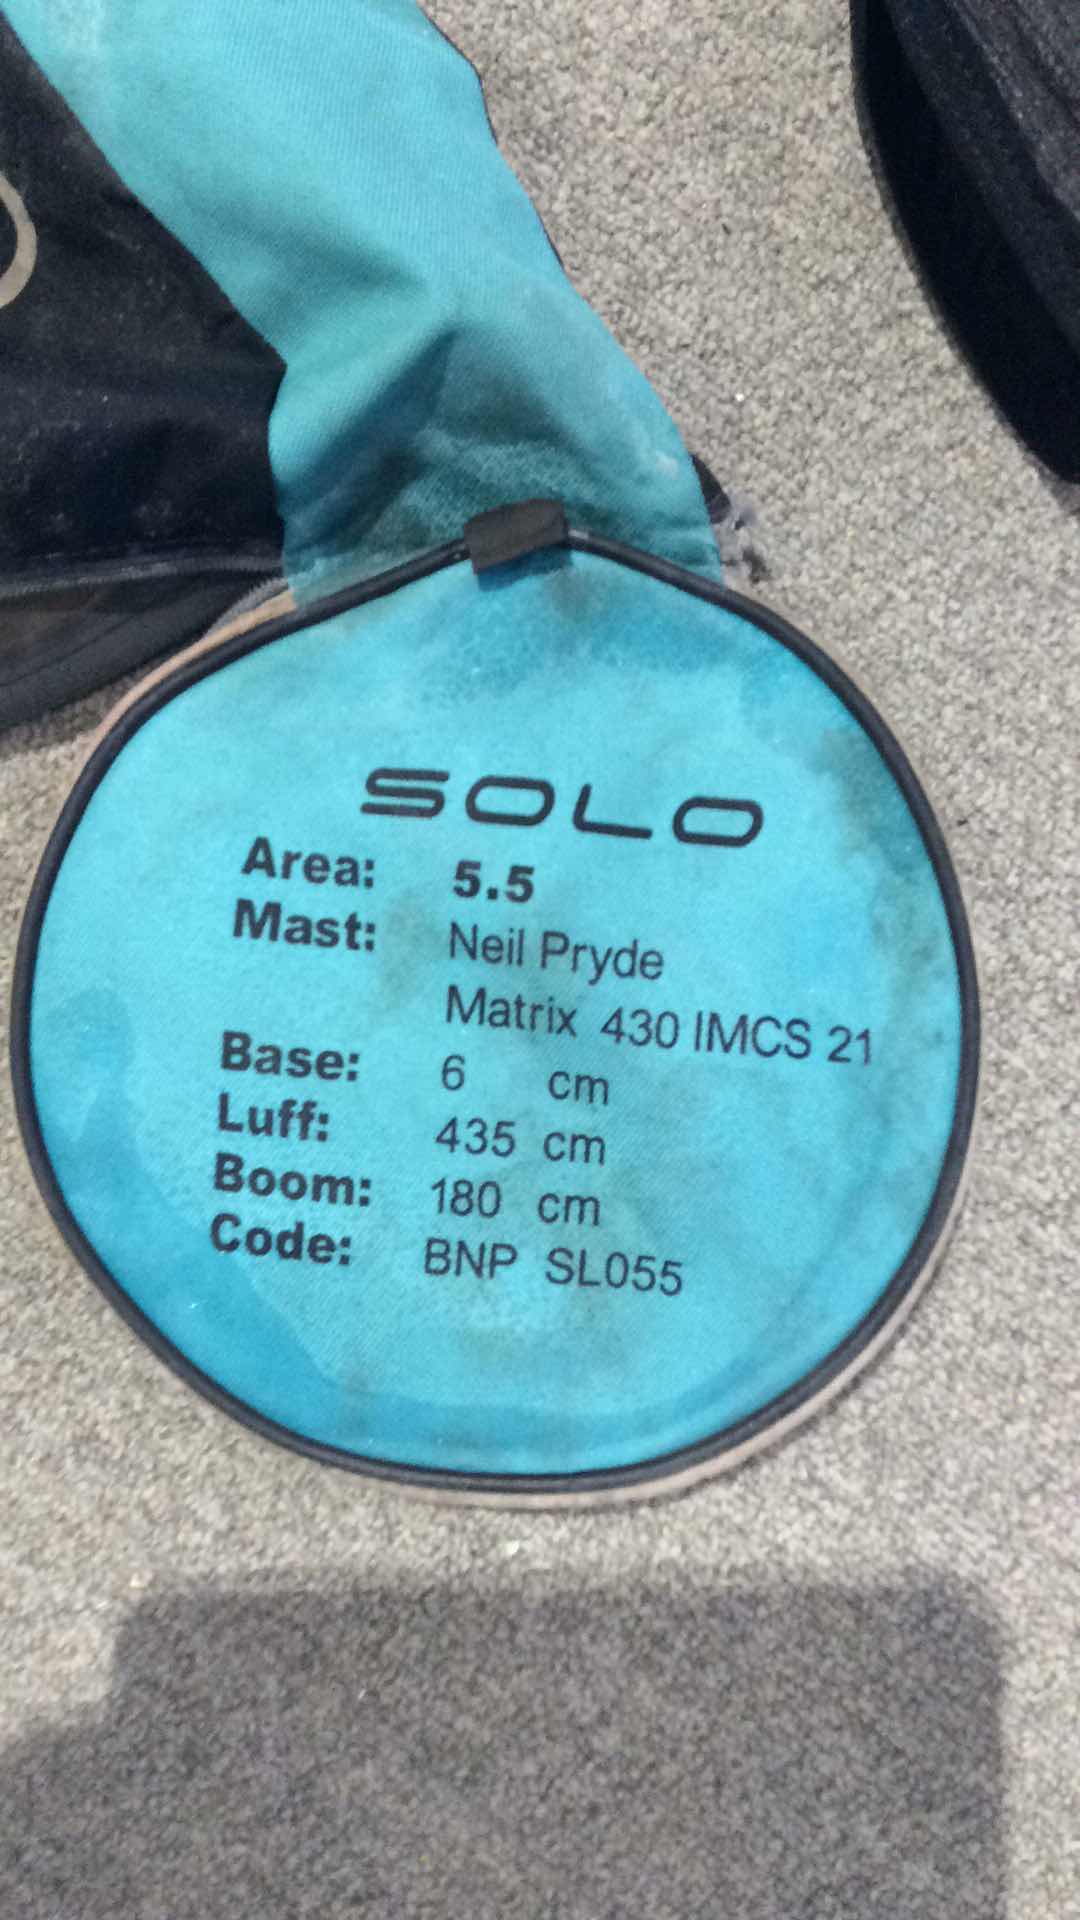 SOLO
Area: 5.5
Mast: Neil Pryde
Matrix 430 IMCS 21
Base: 6 cm
Luff: 435 cm
Boom: 180 cm
Code: BNP SL055